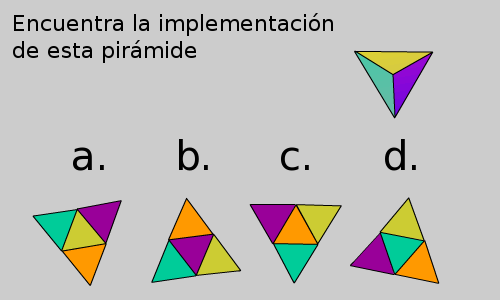 Encuentra la implementación
de esta pirámide
a. b. c. d.